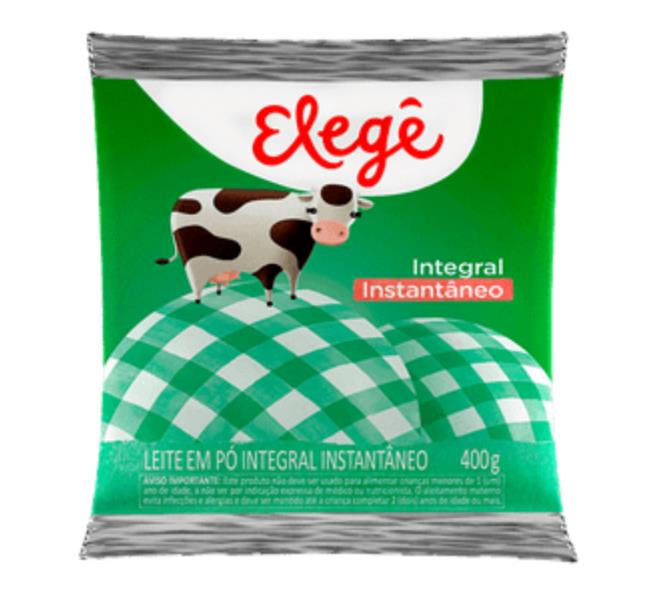 Elegê
Integral
Instantâneo
LEITE EM PÓ INTEGRAL INSTANTÂNEO 400g
AVISO IMPORTANTE: Este produto não deve ser usado para alimentar crianças menores de 1 (um)
ano de idade, a não ser por indicação expressa de médico ou nutricionista. O aleitamento materno
evita infecções e alergias e deve ser mantido até a criança completar 2 (dois) anos de idade ou mais.